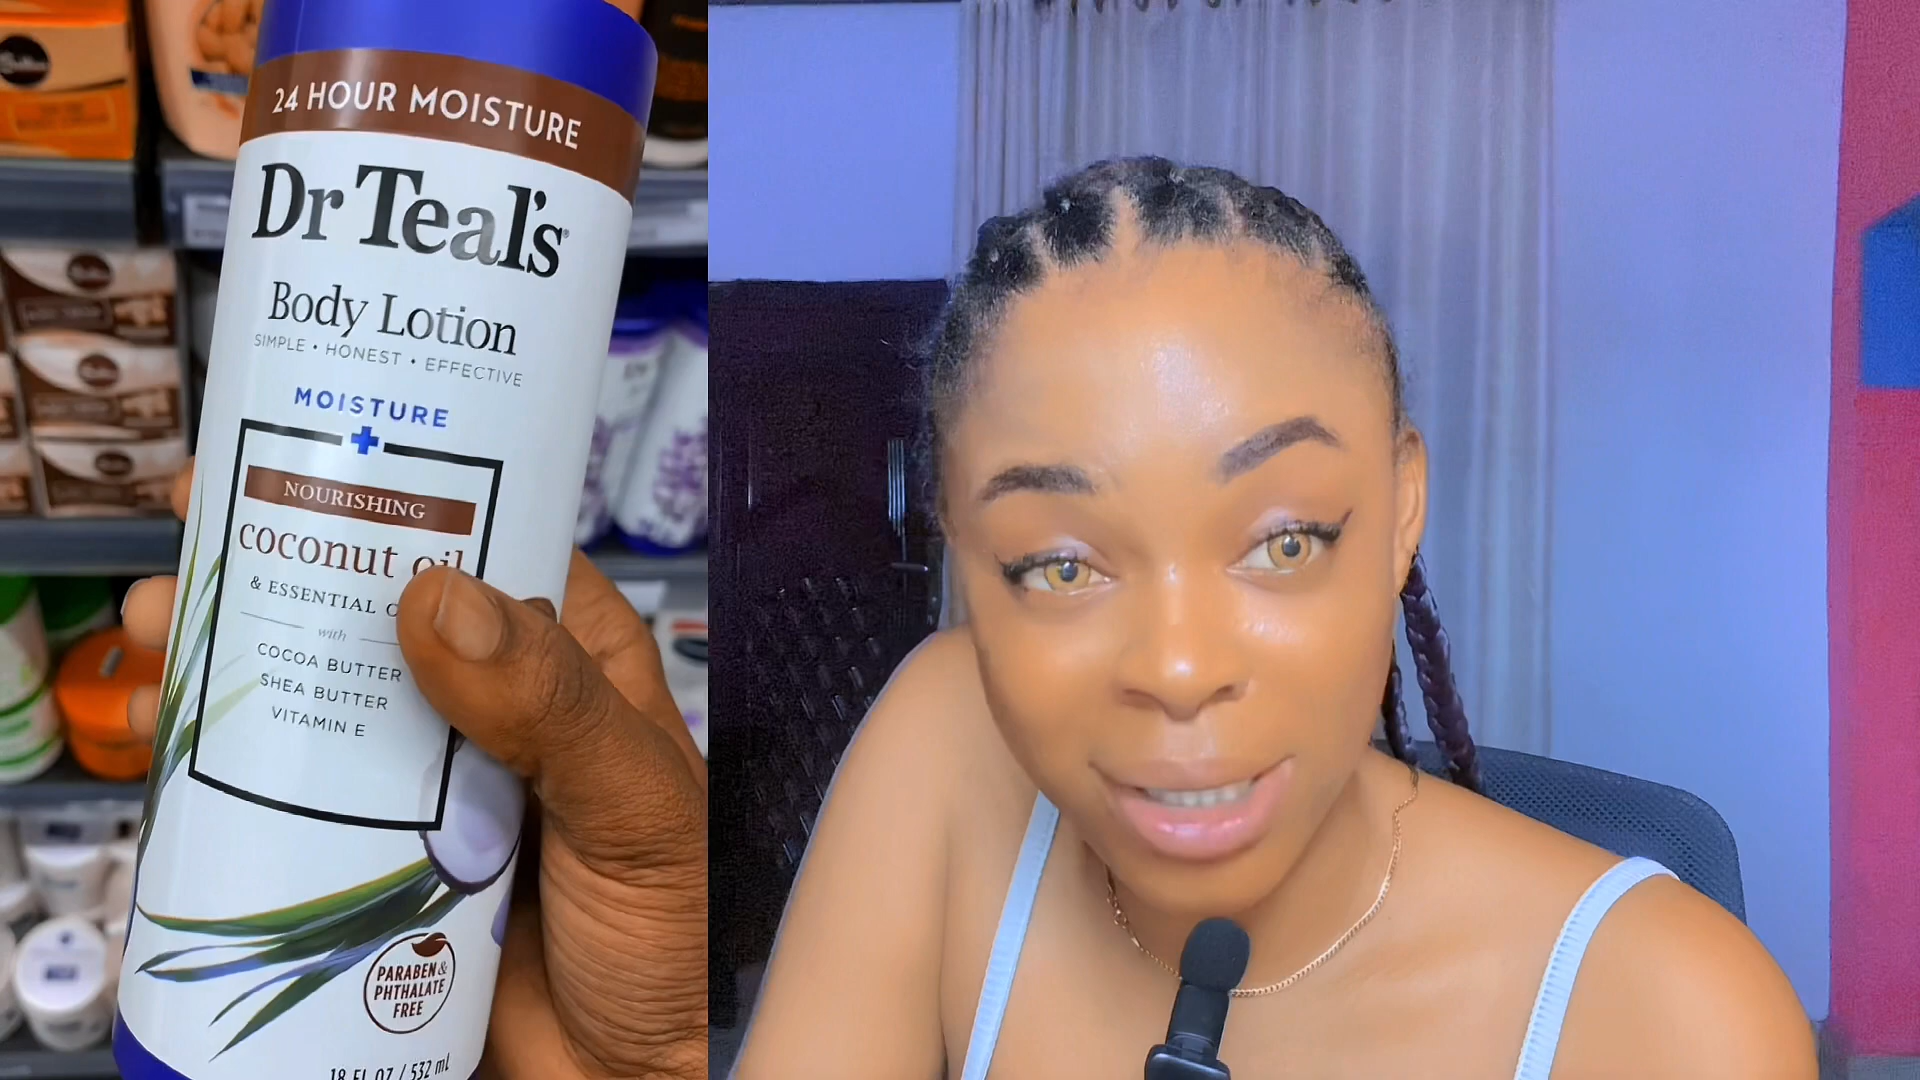 24 HOUR MOISTURE
Dr Teal's®
Body Lotion
SIMPLE • HONEST • EFFECTIVE
MOISTURE
+
NOURISHING
coconut oil
& ESSENTIAL
with
COCOA BUTTER
SHEA BUTTER
VITAMIN E
PARABEN &
PHTHALATE
FREE
18 FL OZ / 532 mL